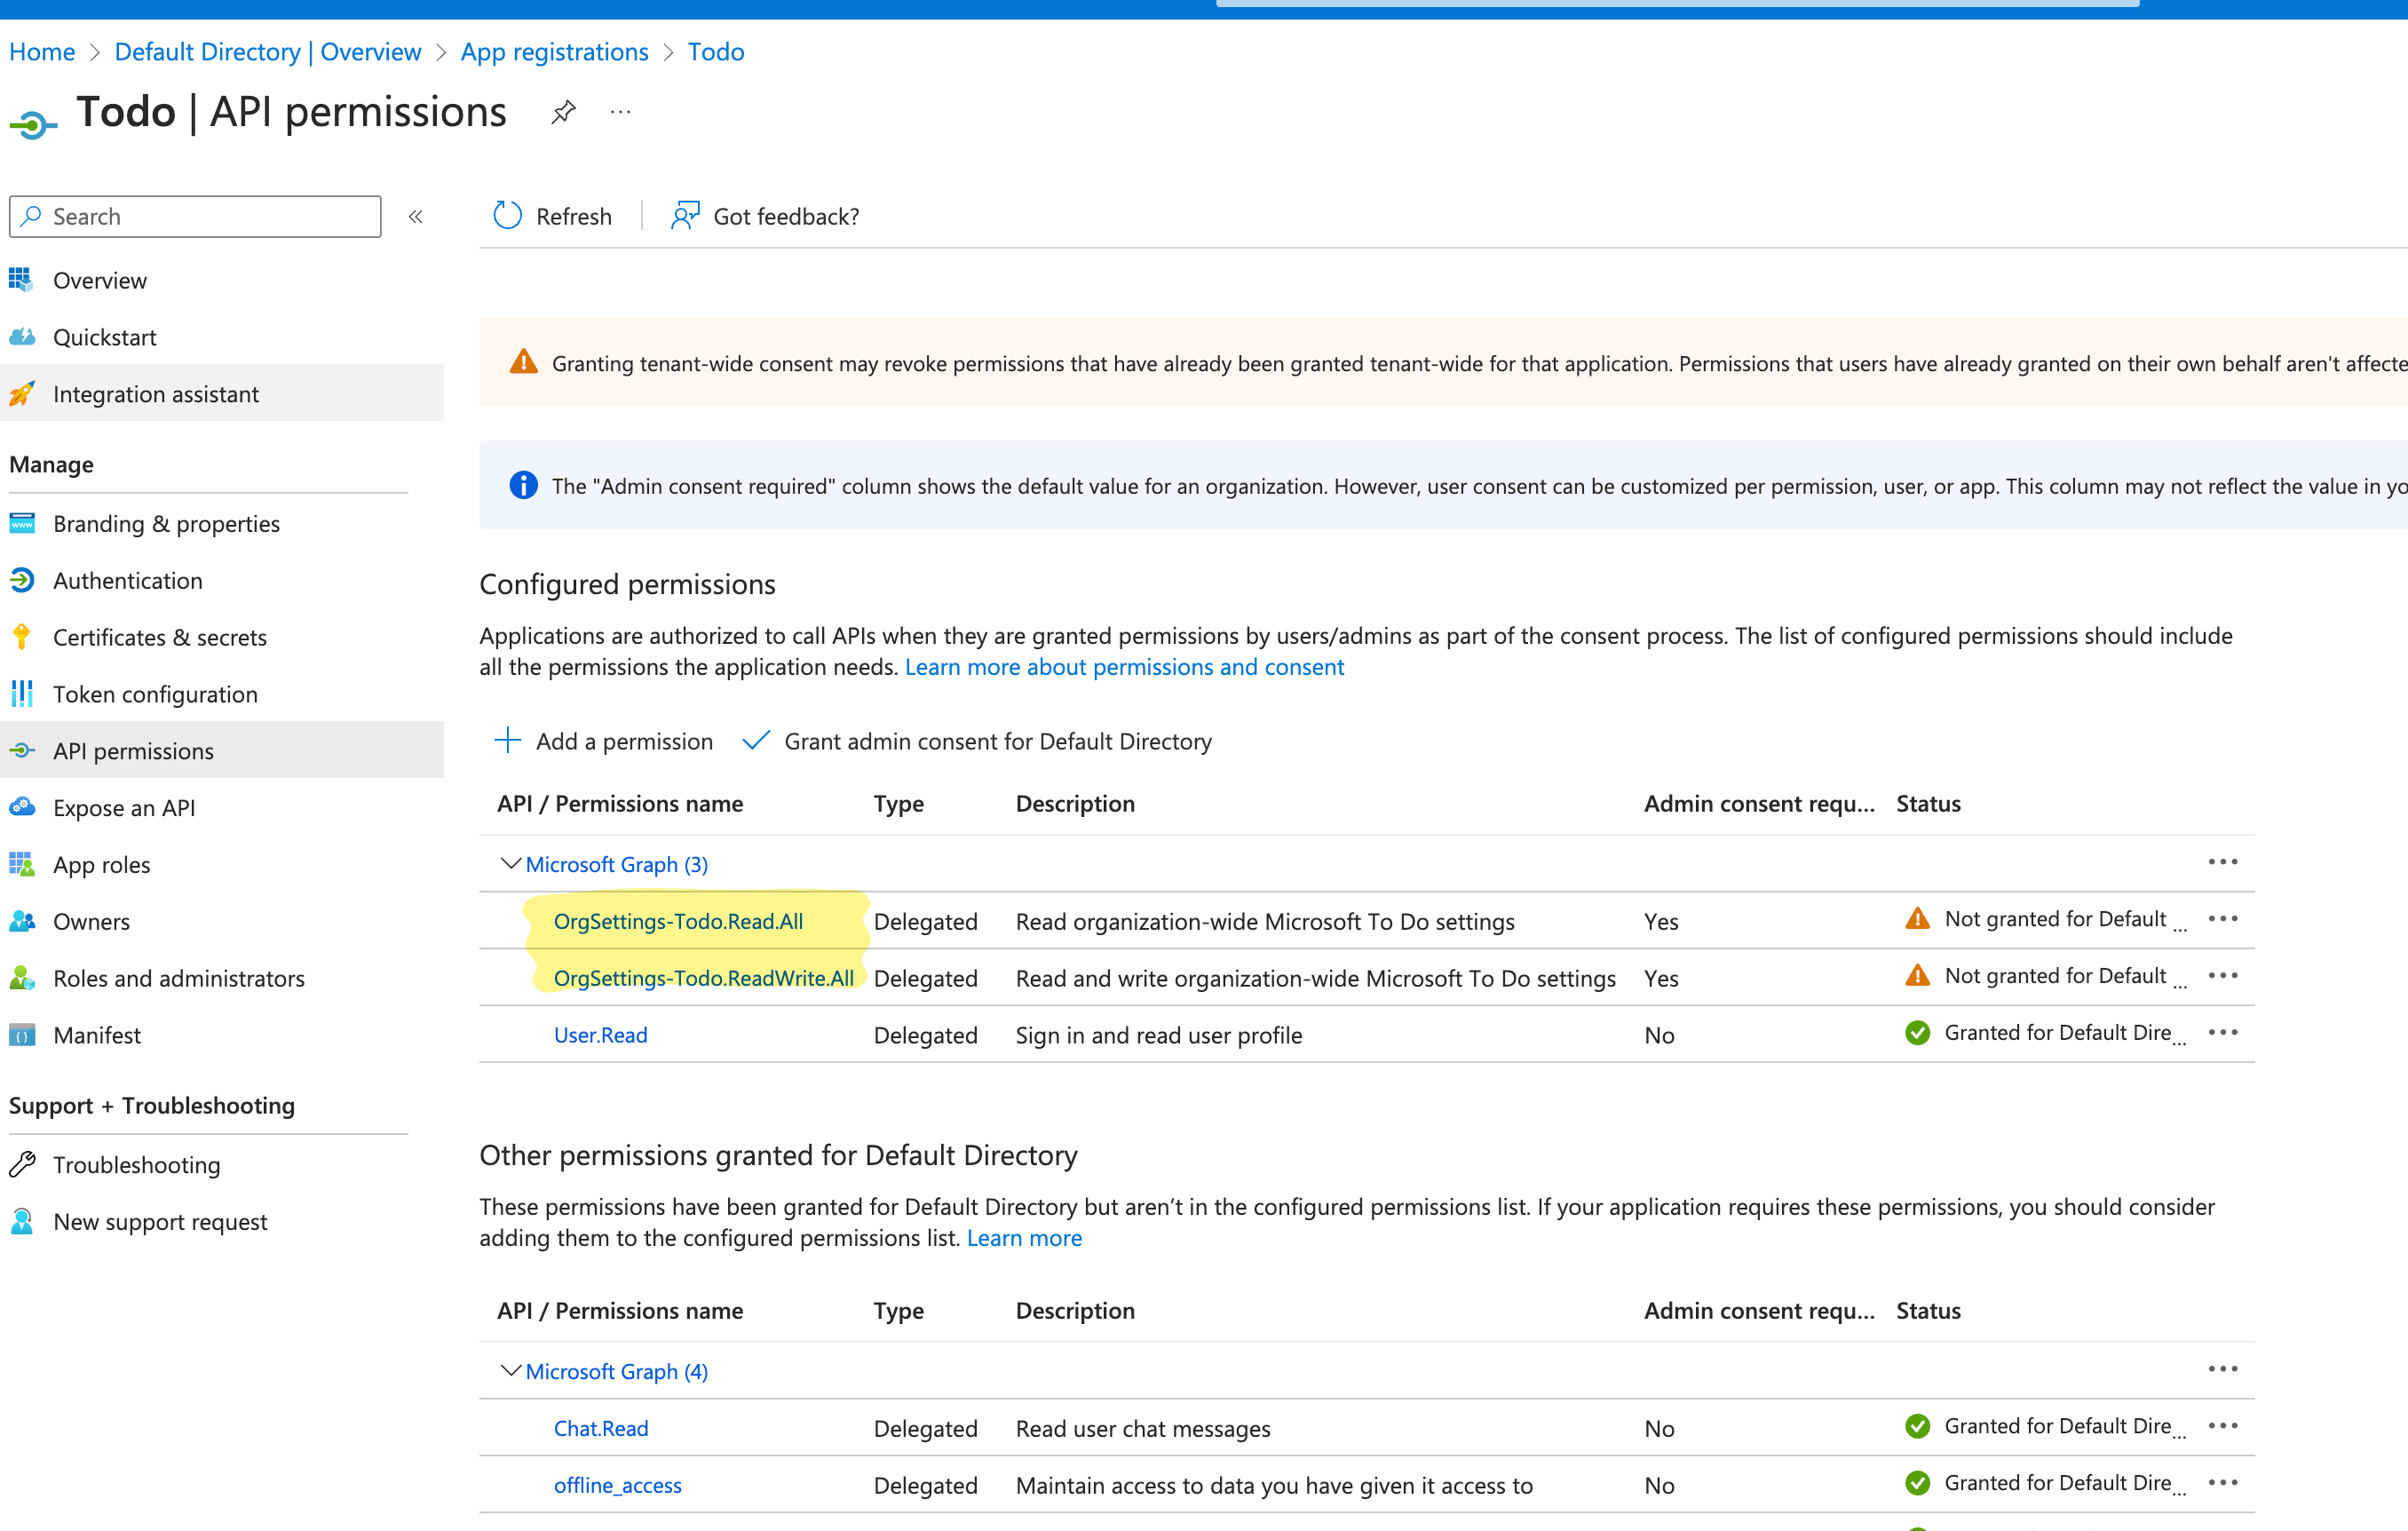 Home > Default Directory | Overview > App registrations > Todo
Todo | API permissions ...
Search «
Refresh | Got feedback?
Overview
Quickstart
Integration assistant
Manage
Branding & properties
Authentication
Certificates & secrets
Token configuration
API permissions
Expose an API
App roles
Owners
Roles and administrators
Manifest
Support + Troubleshooting
Troubleshooting
New support request
Granting tenant-wide consent may revoke permissions that have already been granted tenant-wide for that application. Permissions that users have already granted on their own behalf aren't
The "Admin consent required" column shows the default value for an organization. However, user consent can be customized per permission, user, or app. This column may not reflect the value in
Configured permissions
Applications are authorized to call APIs when they are granted permissions by users/admins as part of the consent process. The list of configured permissions should include
all the permissions the application needs. Learn more about permissions and consent
Add a permission Grant admin consent for Default Directory
API / Permissions name Type Description Admin consent requ... Status
Microsoft Graph (3) ...
OrgSettings-Todo.Read.All Delegated Read organization-wide Microsoft To Do settings Yes Not granted for Default ... ...
OrgSettings-Todo.ReadWrite.All Delegated Read and write organization-wide Microsoft To Do settings Yes Not granted for Default ... ...
User.Read Delegated Sign in and read user profile No Granted for Default Dire... ...
Other permissions granted for Default Directory
These permissions have been granted for Default Directory but aren't in the configured permissions list. If your application requires these permissions, you should consider
adding them to the configured permissions list. Learn more
API / Permissions name Type Description Admin consent requ... Status
Microsoft Graph (4) ...
Chat.Read Delegated Read user chat messages No Granted for Default Dire... ...
offline_access Delegated Maintain access to data you have given it access to No Granted for Default Dire... ...